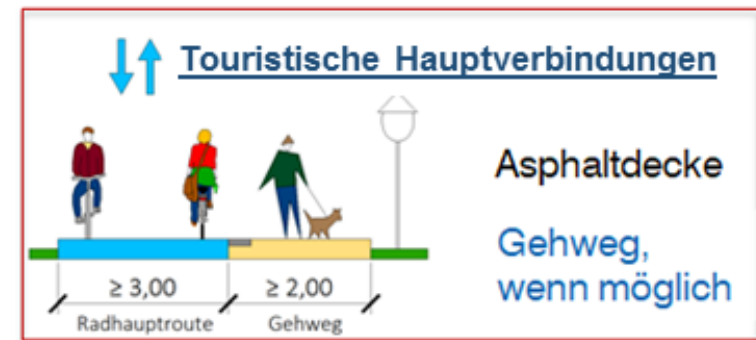 Touristische Hauptverbindungen
Asphaltdecke
Gehweg,
wenn möglich
≥ 3,00
≥ 2,00
Radhauptroute
Gehweg